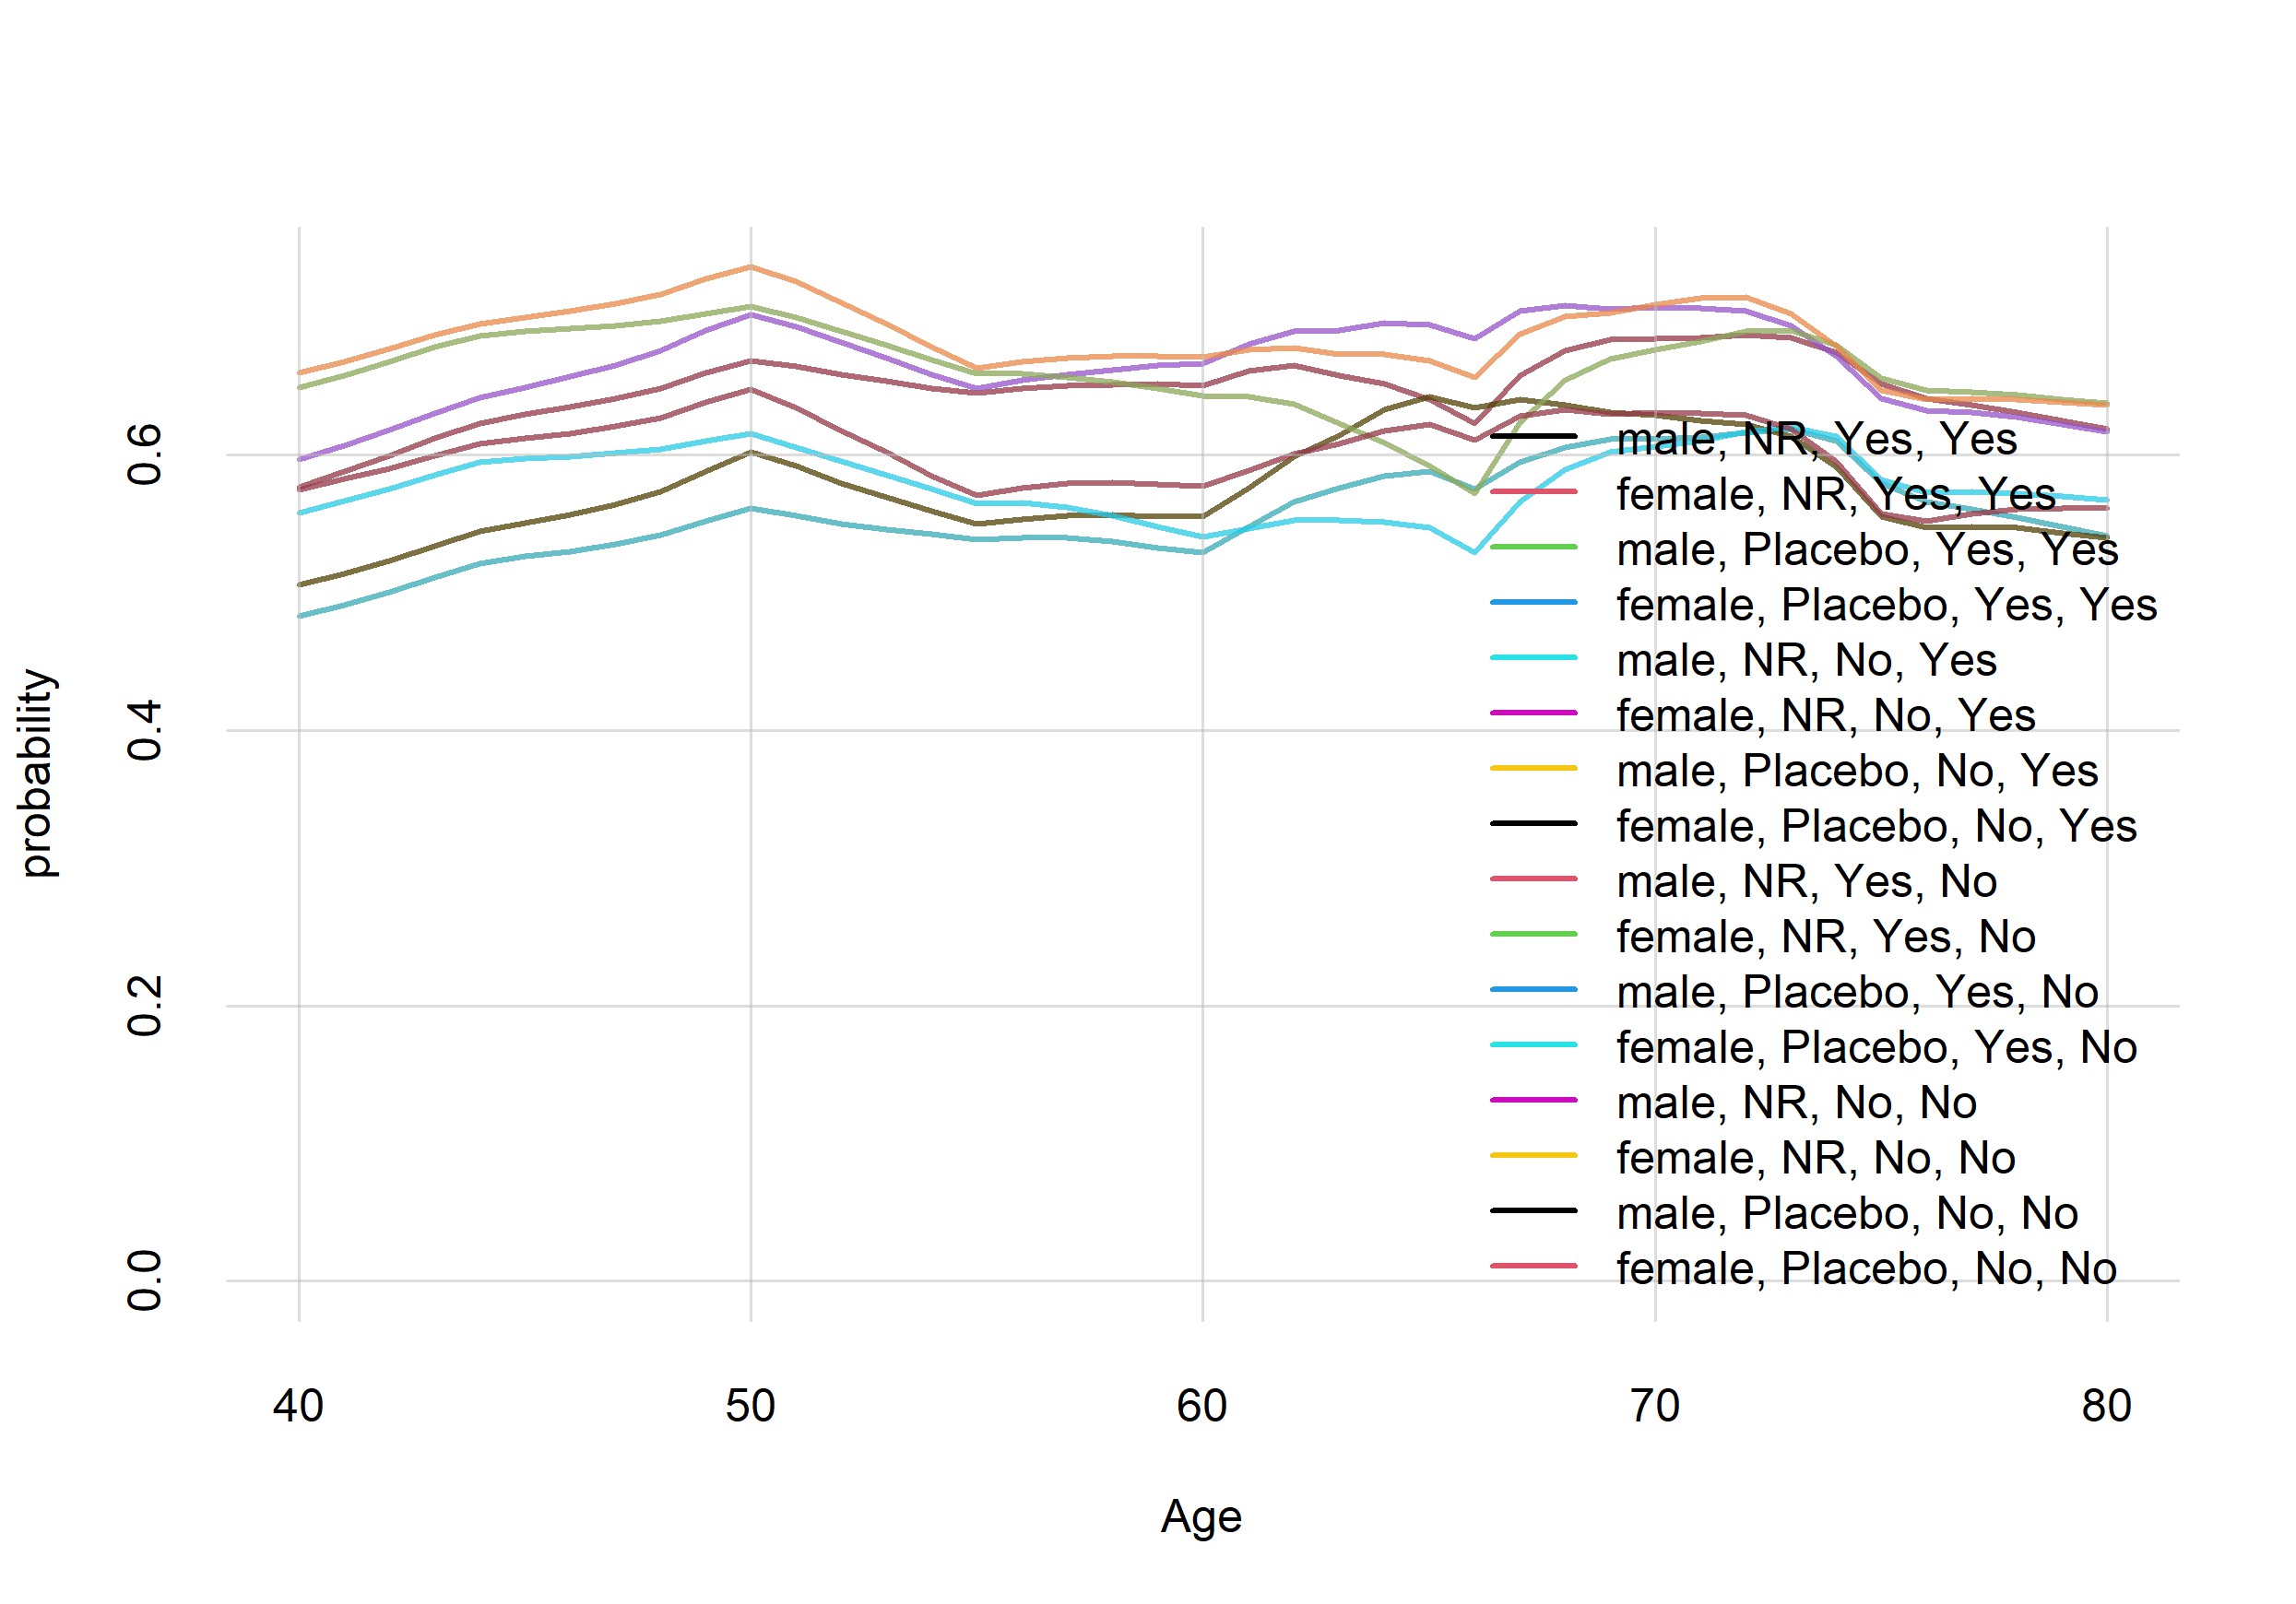 0.6
0.4
0.2
0.0
probability
male, NR, Yes, Yes
female, NR, Yes, Yes
male, Placebo, Yes, Yes
female, Placebo, Yes, Yes
male, NR, No, Yes
female, NR, No, Yes
male, Placebo, No, Yes
female, Placebo, No, Yes
male, NR, Yes, No
female, NR, Yes, No
male, Placebo, Yes, No
female, Placebo, Yes, No
male, NR, No, No
female, NR, No, No
male, Placebo, No, No
female, Placebo, No, No
40 50 60 70 80
Age